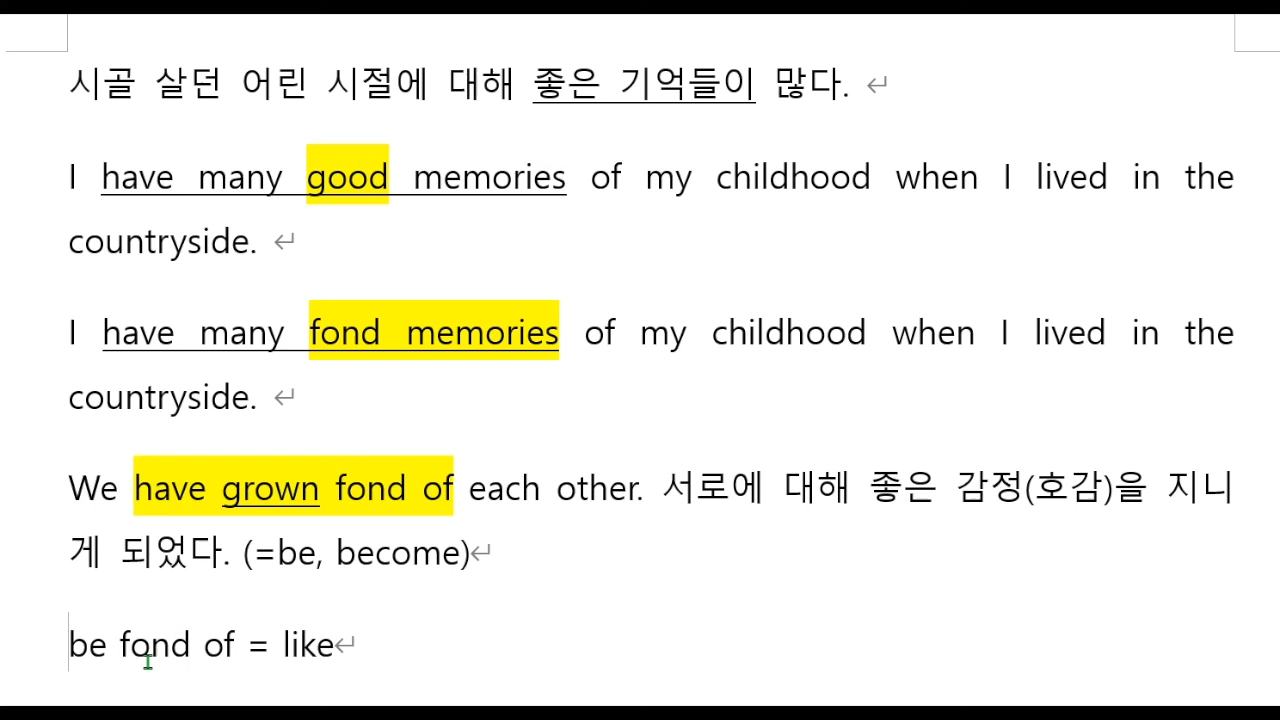 시골 살던 어린 시절에 대해 좋은 기억들이 많다.
I have many good memories of my childhood when I lived in the
countryside.
I have many fond memories of my childhood when I lived in the
countryside.
We have grown fond of each other. 서로에 대해 좋은 감정(호감)을 지니
게 되었다. (=be, become)
be fond of = like